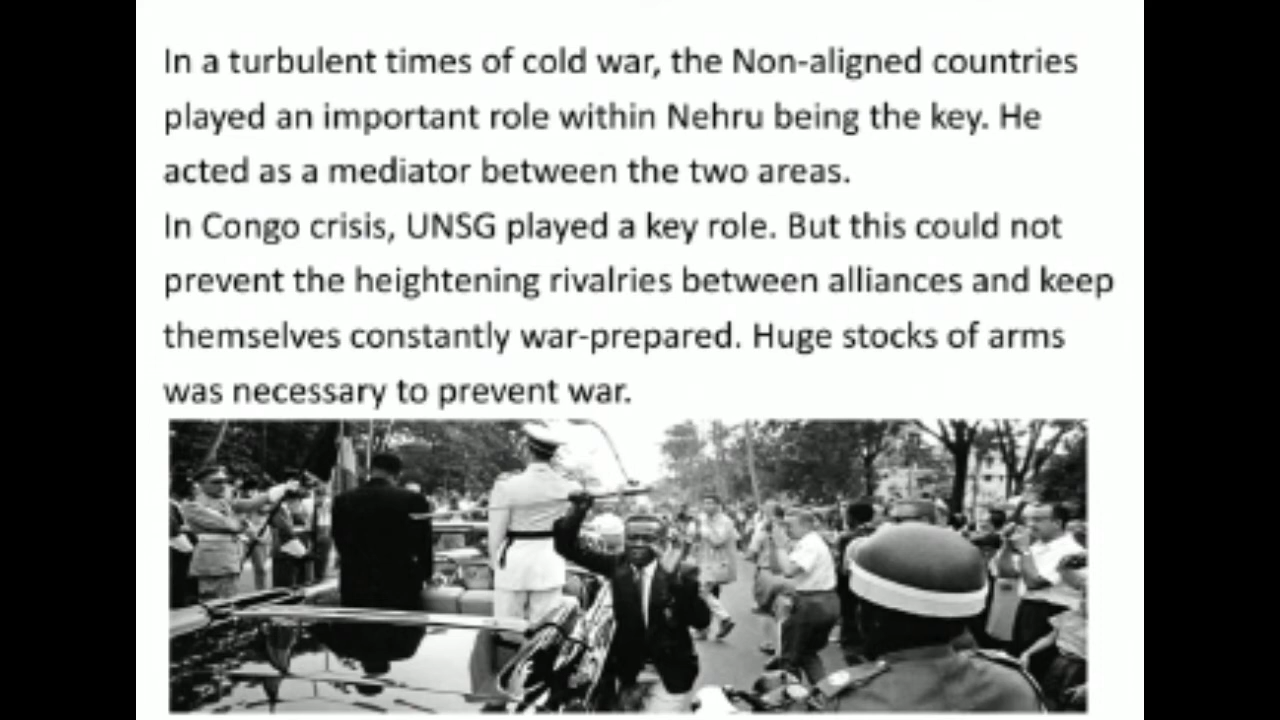 In a turbulent times of cold war, the Non-aligned countries
played an important role within Nehru being the key. He
acted as a mediator between the two areas.
In Congo crisis, UNSG played a key role. But this could not
prevent the heightening rivalries between alliances and keep
themselves constantly war-prepared. Huge stocks of arms
was necessary to prevent war.